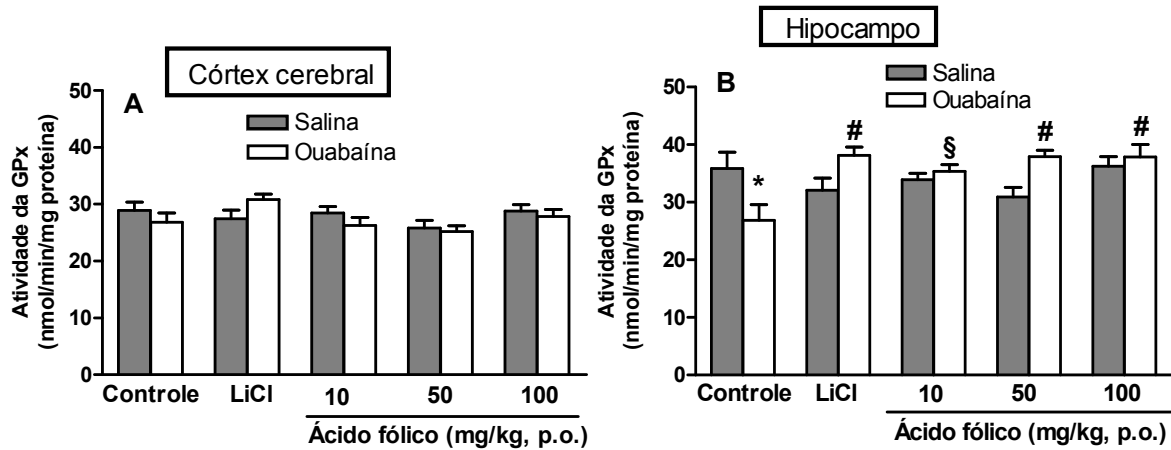 Córtex cerebral
A
Salina
Ouabaína
Atividade da GPx
(nmol/min/mg proteína)
50
40
30
20
10
0
Controle LiCl 10 50 100
Ácido fólico (mg/kg, p.o.)
Hipocampo
B
Salina
Ouabaína
Atividade da GPx
(nmol/min/mg proteína)
50
40
30
20
10
0
* # § # #
Controle LiCl 10 50 100
Ácido fólico (mg/kg, p.o.)